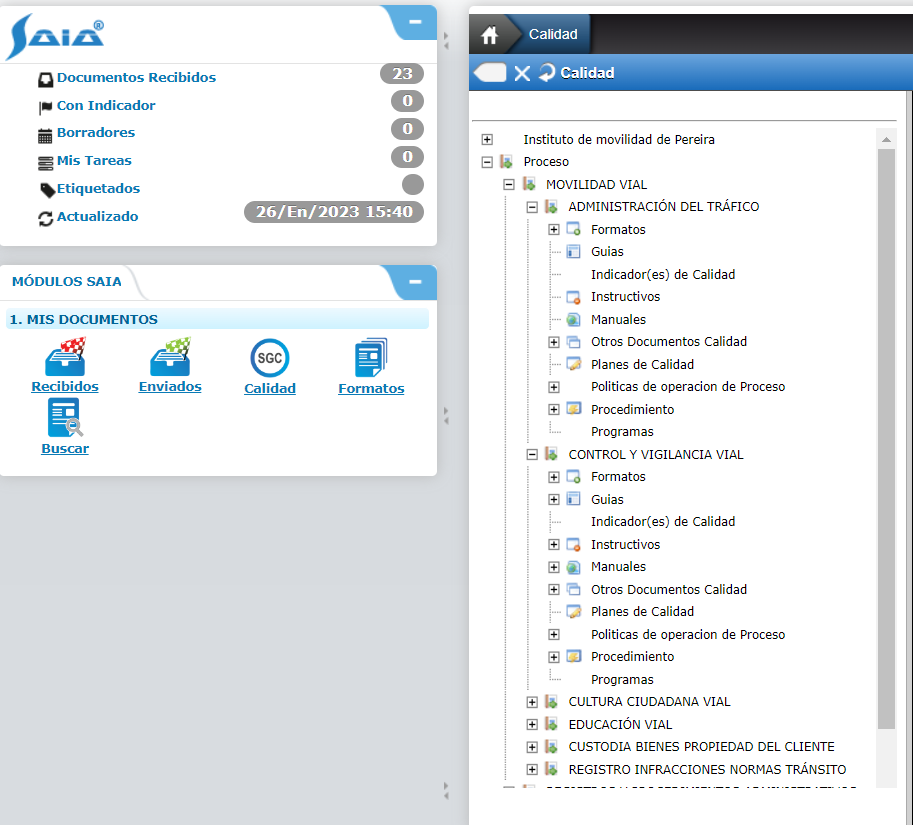 SAIA®
Documentos Recibidos 23
Con Indicador 0
Borradores 0
Mis Tareas 0
Etiquetados
Actualizado 26/En/2023 15:40
MÓDULOS SAIA
1. MIS DOCUMENTOS
Recibidos
Enviados
SGC
Calidad
Formatos
Buscar
Calidad
Calidad
Instituto de movilidad de Pereira
Proceso
MOVILIDAD VIAL
ADMINISTRACIÓN DEL TRÁFICO
Formatos
Guias
Indicador(es) de Calidad
Instructivos
Manuales
Otros Documentos Calidad
Planes de Calidad
Politicas de operacion de Proceso
Procedimiento
Programas
CONTROL Y VIGILANCIA VIAL
Formatos
Guias
Indicador(es) de Calidad
Instructivos
Manuales
Otros Documentos Calidad
Planes de Calidad
Politicas de operacion de Proceso
Procedimiento
Programas
CULTURA CIUDADANA VIAL
EDUCACIÓN VIAL
CUSTODIA BIENES PROPIEDAD DEL CLIENTE
REGISTRO INFRACCIONES NORMAS TRÁNSITO